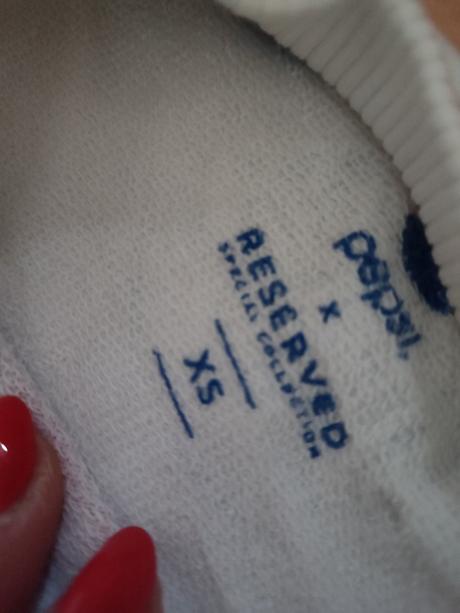 pepsi
x
RESERVED
SPECIAL COLLECTION
XS